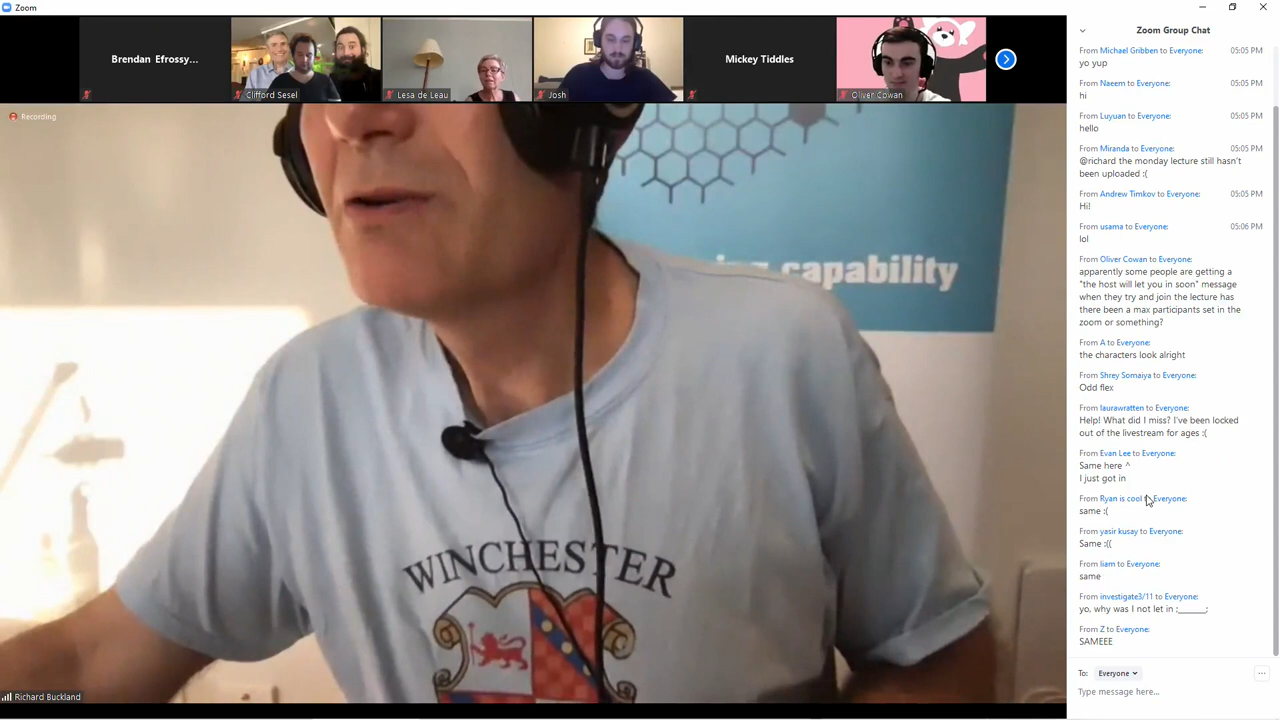 Zoom
Brendan Efrossy...
Clifford Sesel
Lesa de Leau
Josh
Mickey Tiddles
Oliver Cowan
Recording
capability
WINCHESTER
Richard Buckland
Zoom Group Chat
From Michael Gribben to Everyone: 05:05 PM
yo yup
From Naeem to Everyone: 05:05 PM
hi
From Luyuan to Everyone: 05:05 PM
hello
From Miranda to Everyone: 05:05 PM
@richard the monday lecture still hasn't
been uploaded :(
From Andrew Timkov to Everyone: 05:05 PM
Hi!
From usama to Everyone: 05:06 PM
lol
From Oliver Cowan to Everyone:
apparently some people are getting a
"the host will let you in soon" message
when they try and join the lecture has
there been a max participants set in the
zoom or something?
From A to Everyone:
the characters look alright
From Shrey Somaiya to Everyone:
Odd flex
From laurawratten to Everyone:
Help! What did I miss? I've been locked
out of the livestream for ages :(
From Evan Lee to Everyone:
Same here ^
I just got in
From Ryan is cool to Everyone:
same :(
From yasir kusay to Everyone:
Same :((
From liam to Everyone:
same
From investigate3/11 to Everyone:
yo, why was I not let in ;_______;
From Z to Everyone:
SAMEEE
To: Everyone
Type message here...